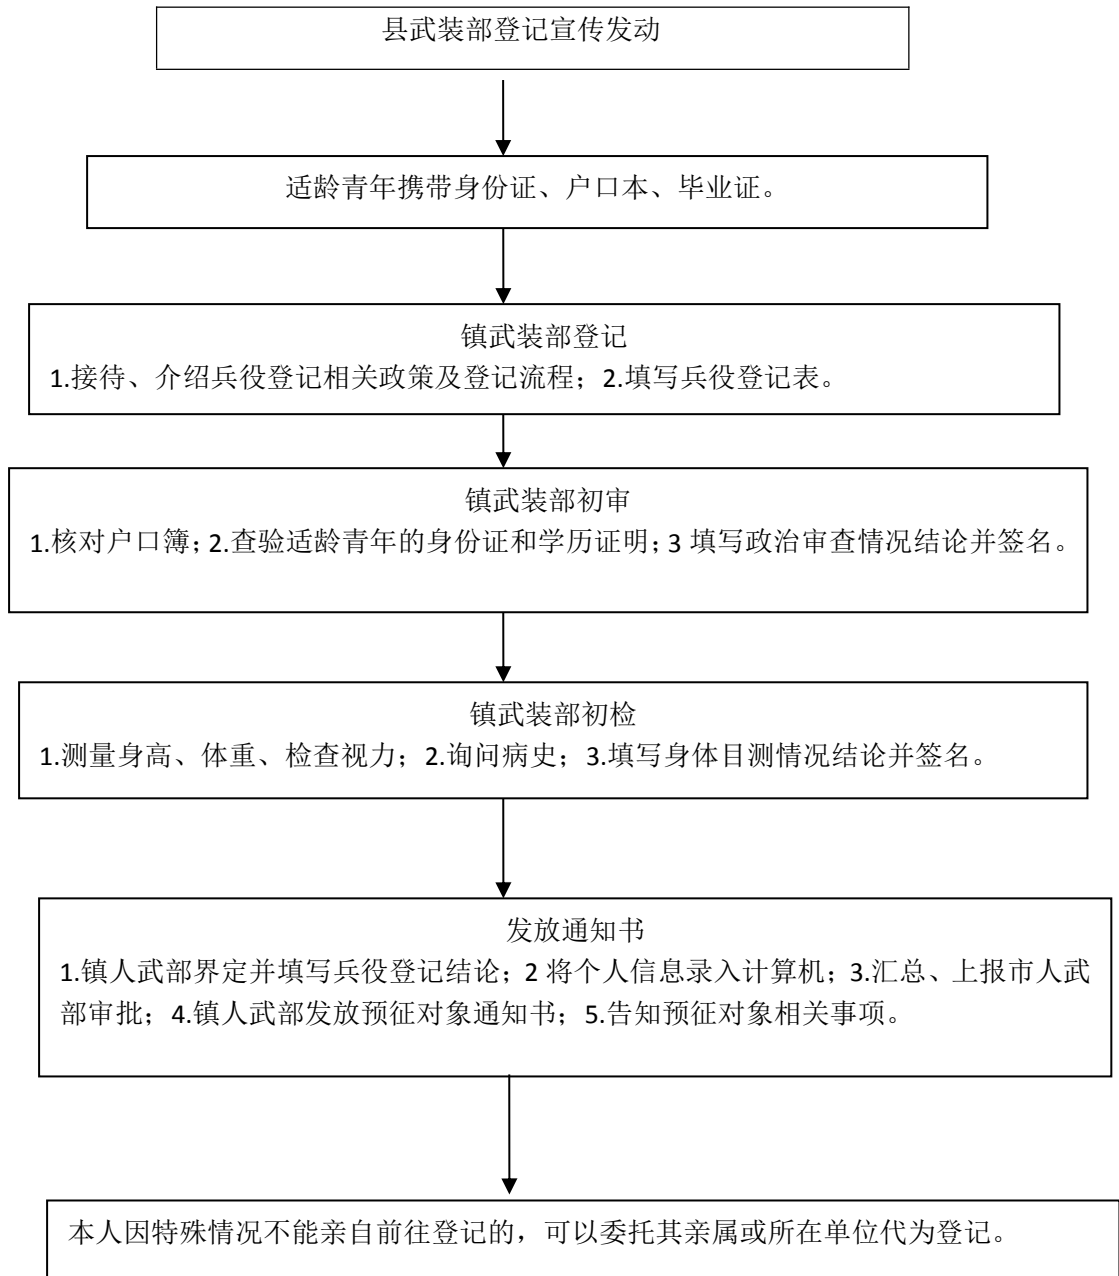 县武装部登记宣传发动
适龄青年携带身份证、户口本、毕业证。
镇武装部登记
1.接待、介绍兵役登记相关政策及登记流程；2.填写兵役登记表。
镇武装部初审
1.核对户口簿；2.查验适龄青年的身份证和学历证明；3 填写政治审查情况结论并签名。
镇武装部初检
1.测量身高、体重、检查视力；2.询问病史；3.填写身体目测情况结论并签名。
发放通知书
1.镇人武部界定并填写兵役登记结论；2 将个人信息录入计算机；3.汇总、上报市人武
部审批；4.镇人武部发放预征对象通知书；5.告知预征对象相关事项。
本人因特殊情况不能亲自前往登记的，可以委托其亲属或所在单位代为登记。